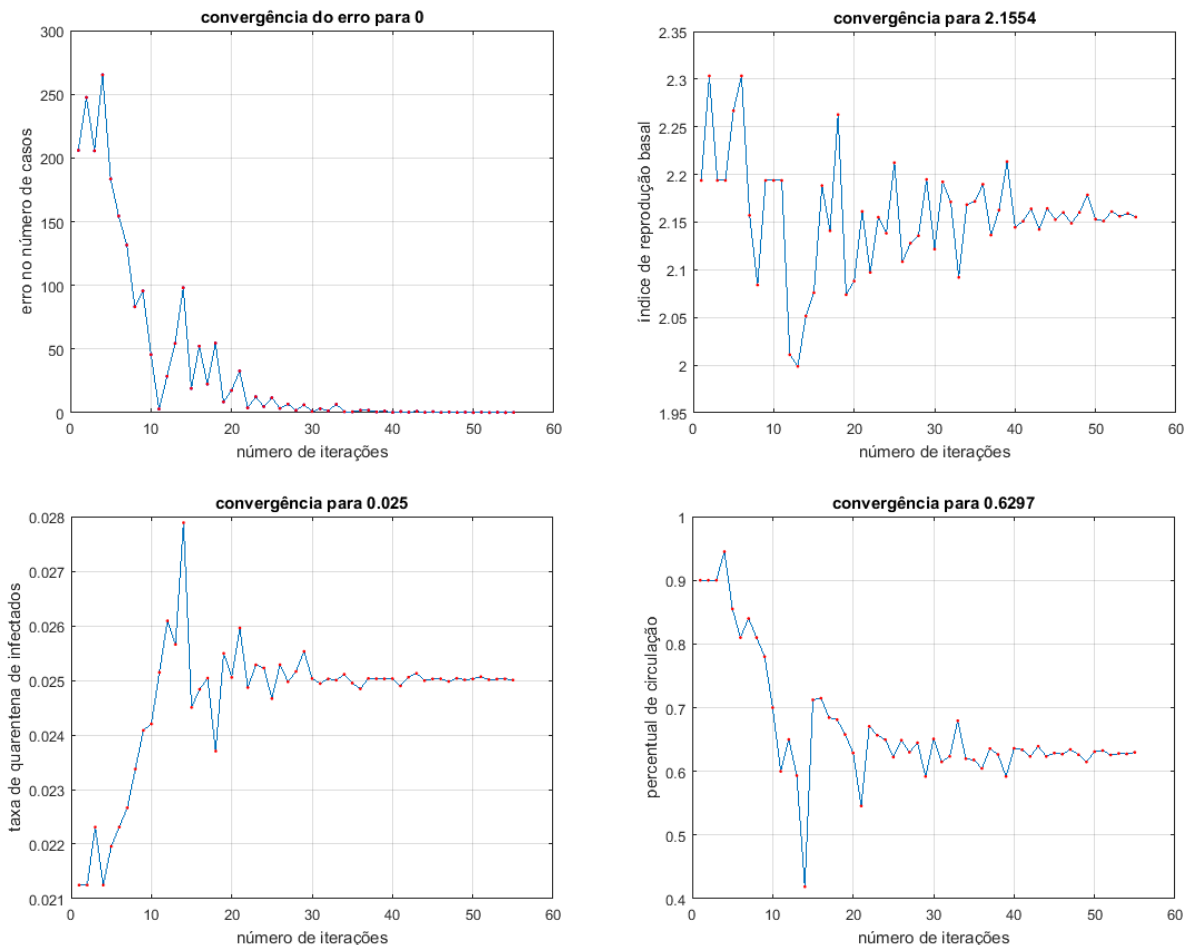 convergência do erro para 0
300
250
200
150
100
50
0
erro no número de casos
0 10 20 30 40 50 60
número de iterações
convergência para 2.1554
2.35
2.3
2.25
2.2
2.15
2.1
2.05
2
1.95
índice de reprodução basal
0 10 20 30 40 50 60
número de iterações
convergência para 0.025
0.028
0.027
0.026
0.025
0.024
0.023
0.022
0.021
taxa de quarentena de infectados
0 10 20 30 40 50 60
número de iterações
convergência para 0.6297
1
0.9
0.8
0.7
0.6
0.5
0.4
percentual de circulação
0 10 20 30 40 50 60
número de iterações